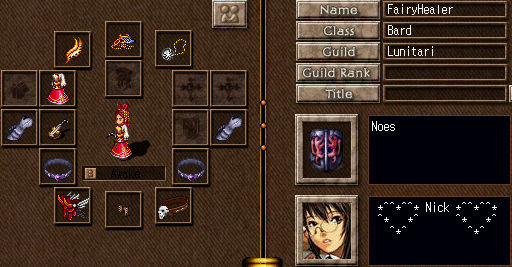 Name FairyHealer
Class Bard
Guild Lunitari
Guild Rank
Title
Awake
Noes
*^*^* Nick *^*^*
*^*^* *^*^*
*^* *^*